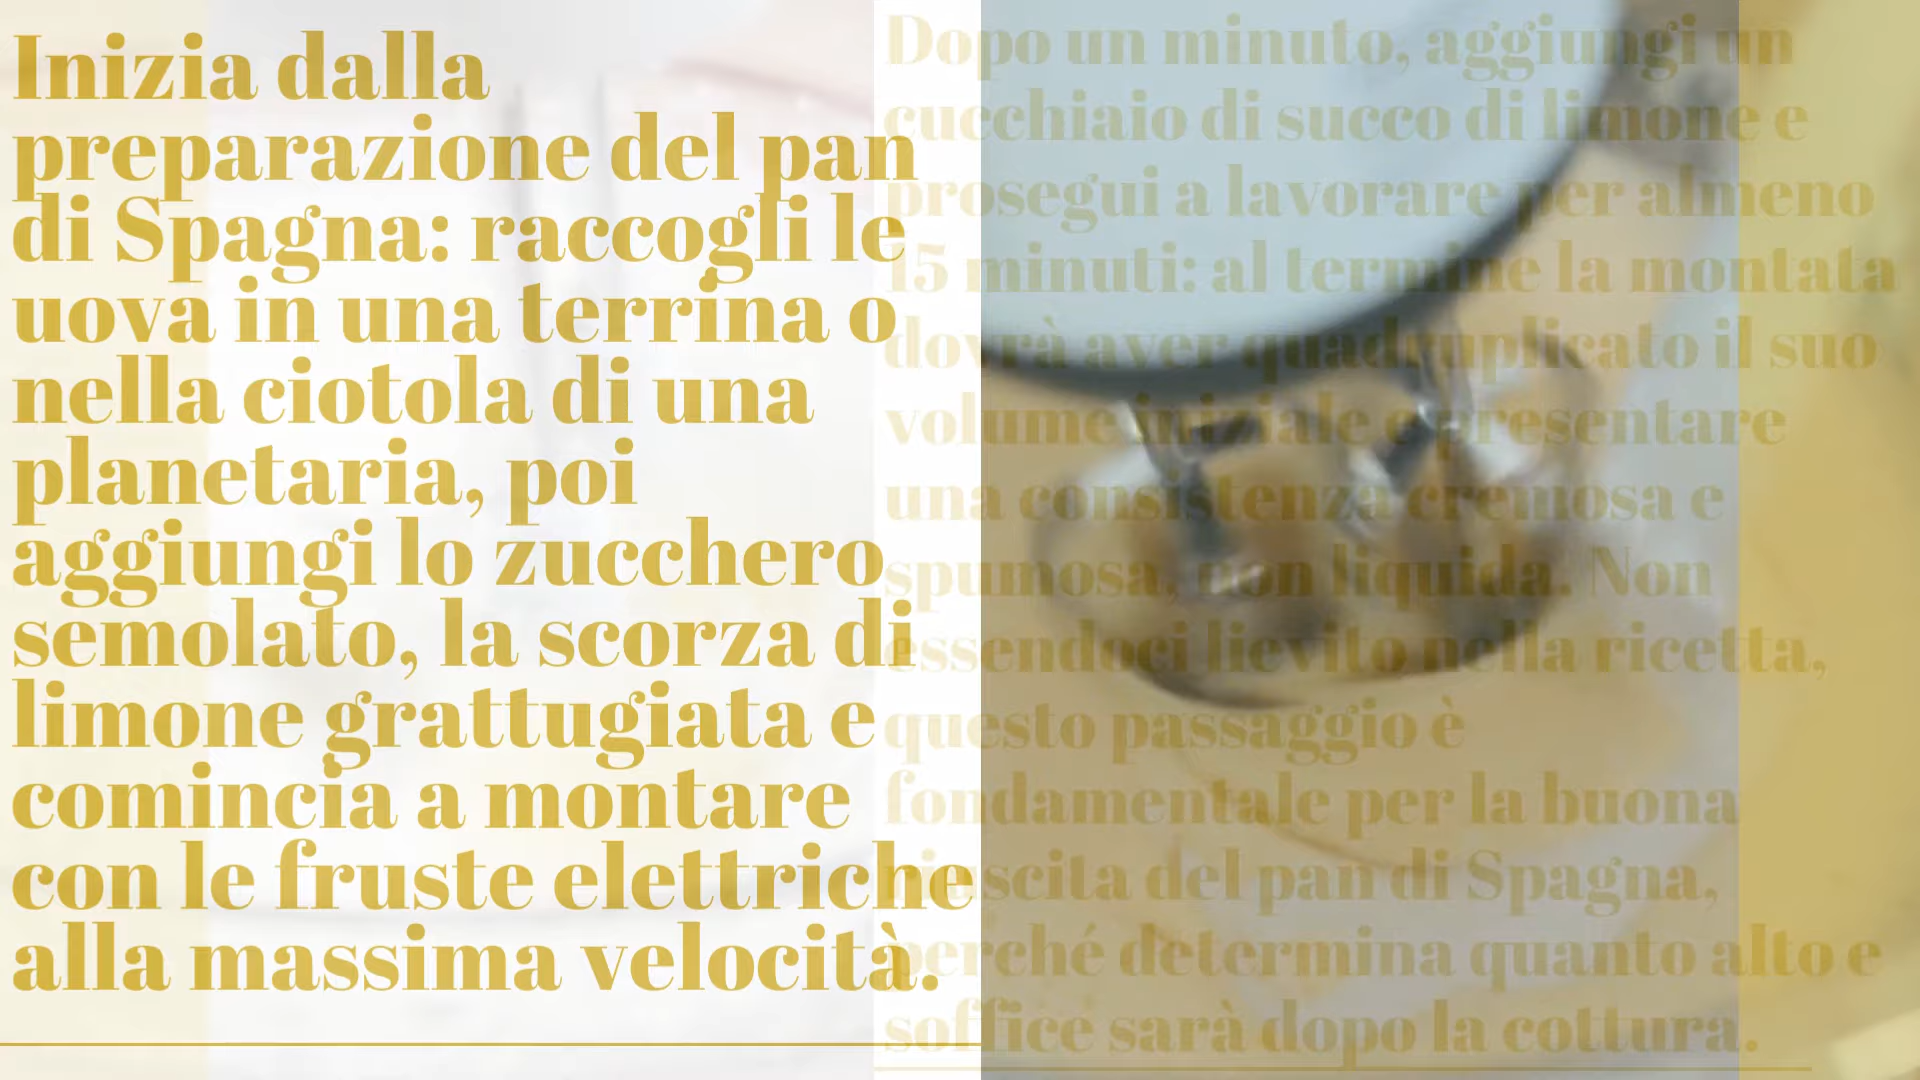 Inizia dalla
preparazione del pan
di Spagna: raccogli le
uova in una terrina o
nella ciotola di una
planetaria, poi
aggiungi lo zucchero
semolato, la scorza di
limone grattugiata e
comincia a montare
con le fruste elettriche
alla massima velocità.
Dopo un minuto, aggiungi un
cucchiaio di succo di limone e
prosegui a lavorare per almeno
15 minuti: al termine la montata
dovrà aver quadruplicato il suo
volume iniziale e presentare
una consistenza cremosa e
spumosa, non liquida. Non
essendoci lievito nella ricetta,
questo passaggio è
fondamentale per la buona
riuscita del pan di Spagna,
perché determina quanto alto e
soffice sarà dopo la cottura.